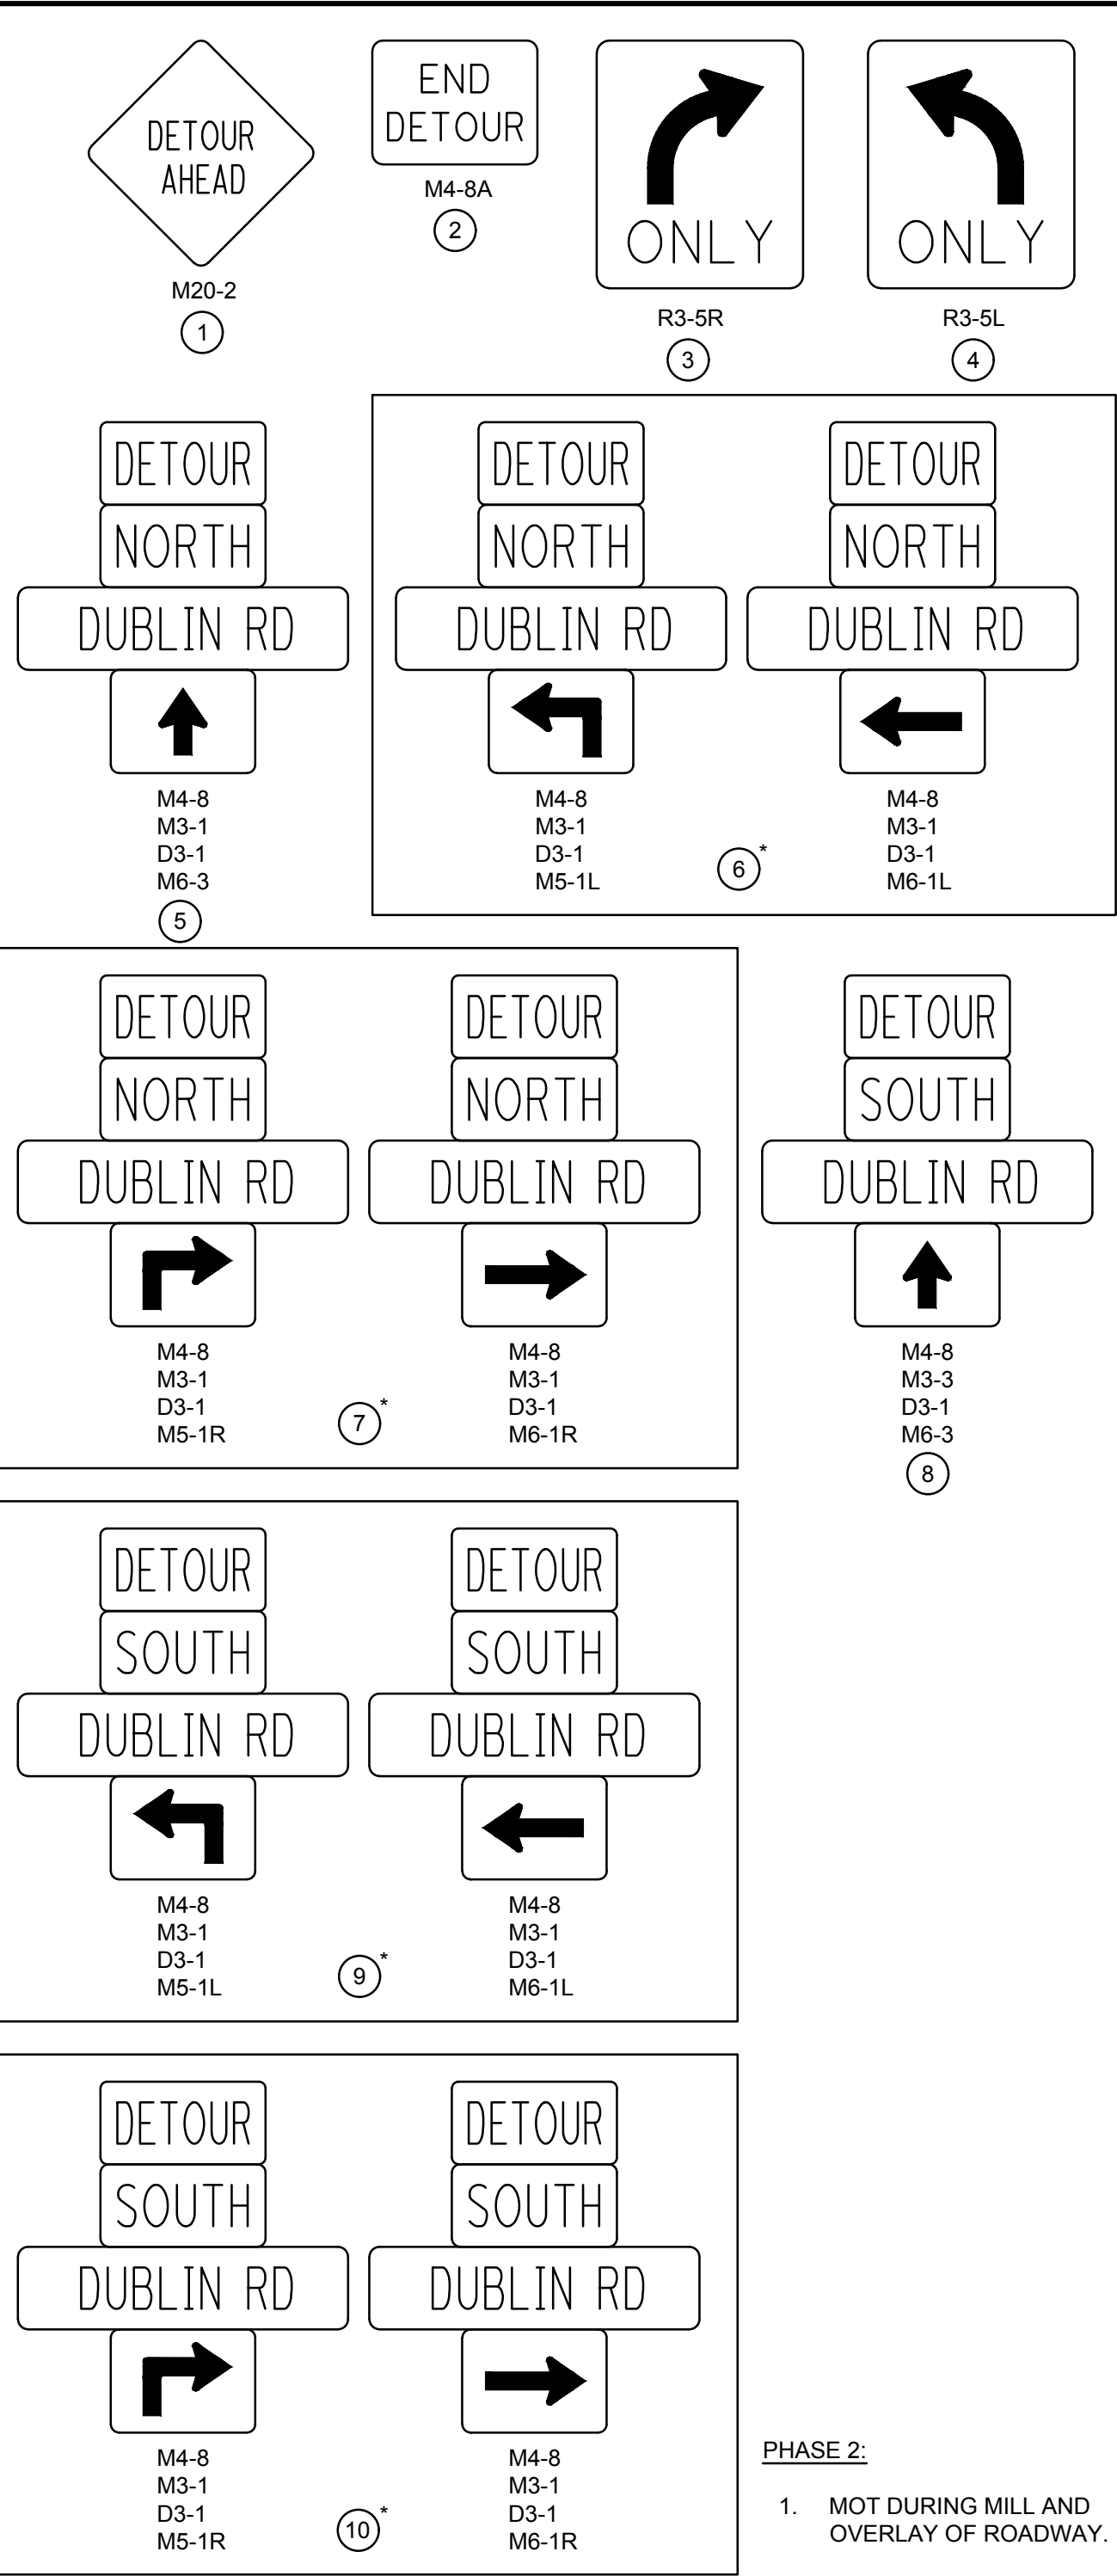 DETOUR
AHEAD
M20-2
1
END
DETOUR
M4-8A
2
ONLY
R3-5R
3
ONLY
R3-5L
4
DETOUR
NORTH
DUBLIN RD
M4-8
M3-1
D3-1
M6-3
5
DETOUR
NORTH
DUBLIN RD
M4-8
M3-1
D3-1
M5-1L
6*
DETOUR
NORTH
DUBLIN RD
M4-8
M3-1
D3-1
M6-1L
DETOUR
NORTH
DUBLIN RD
M4-8
M3-1
D3-1
M5-1R
7*
DETOUR
NORTH
DUBLIN RD
M4-8
M3-1
D3-1
M6-1R
DETOUR
SOUTH
DUBLIN RD
M4-8
M3-3
D3-1
M6-3
8
DETOUR
SOUTH
DUBLIN RD
M4-8
M3-1
D3-1
M5-1L
9*
DETOUR
SOUTH
DUBLIN RD
M4-8
M3-1
D3-1
M6-1L
DETOUR
SOUTH
DUBLIN RD
M4-8
M3-1
D3-1
M5-1R
10*
DETOUR
SOUTH
DUBLIN RD
M4-8
M3-1
D3-1
M6-1R
PHASE 2:
1. MOT DURING MILL AND
OVERLAY OF ROADWAY.